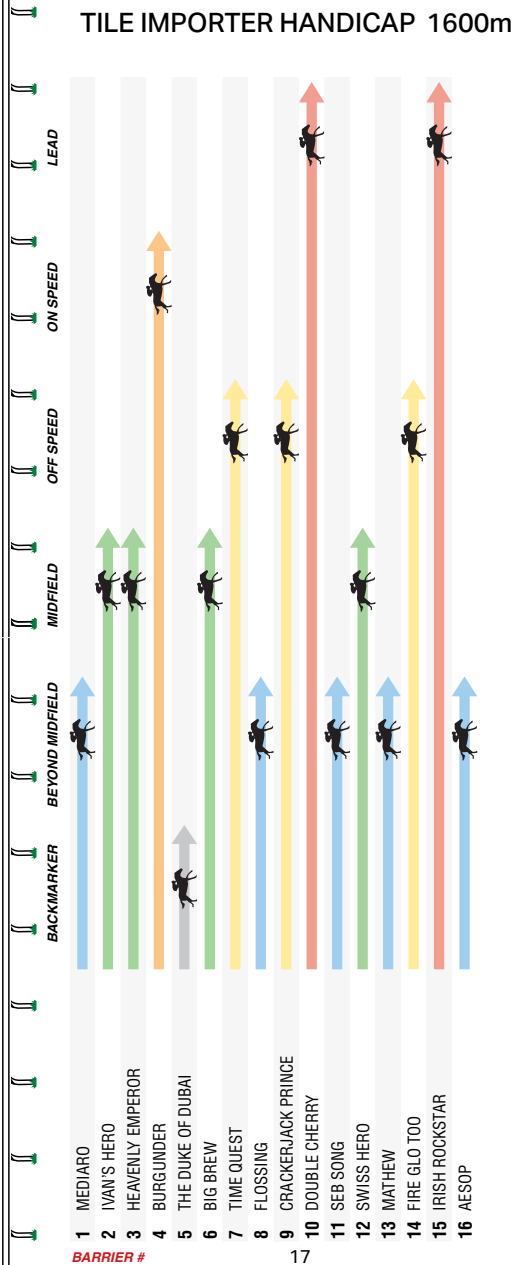 TILE IMPORTER HANDICAP 1600m
LEAD
ON SPEED
OFF SPEED
MIDFIELD
BEYOND MIDFIELD
BACKMARKER
1 MEDIARO
2 IVAN'S HERO
3 HEAVENLY EMPEROR
4 BURGUNDER
5 THE DUKE OF DUBAI
6 BIG BREW
7 TIME QUEST
8 FLOSSING
9 CRACKERJACK PRINCE
10 DOUBLE CHERRY
11 SEB SONG
12 SWISS HERO
13 MATHEW
14 FIRE GLO TOO
15 IRISH ROCKSTAR
16 AESOP
BARRIER #
17